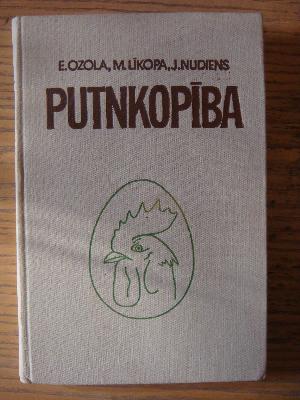 E. OZOLA, M. LĪKOPA, J. NUDIENS
PUTNKOPĪBA